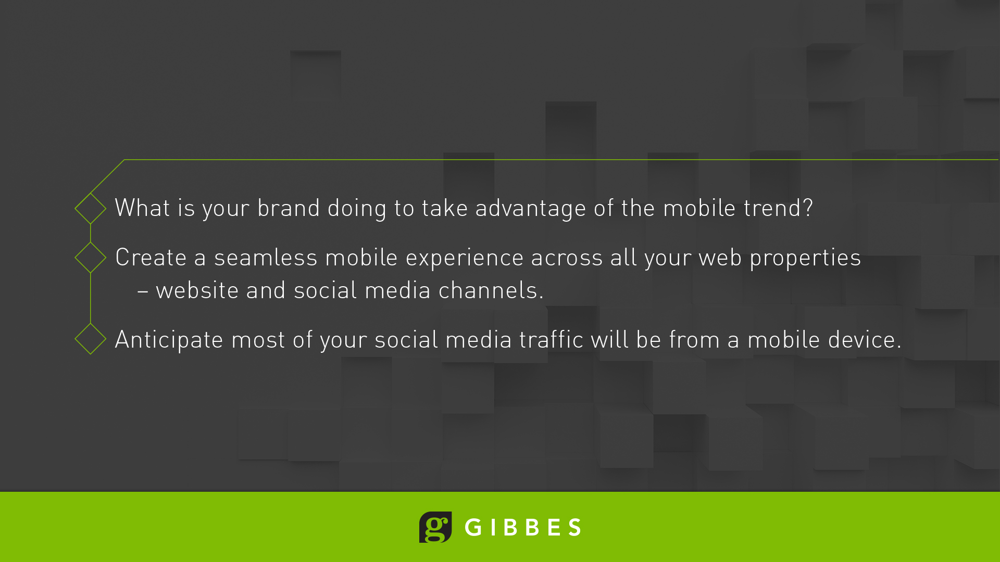 What is your brand doing to take advantage of the mobile trend?
Create a seamless mobile experience across all your web properties
– website and social media channels.
Anticipate most of your social media traffic will be from a mobile device.
g GIBBES